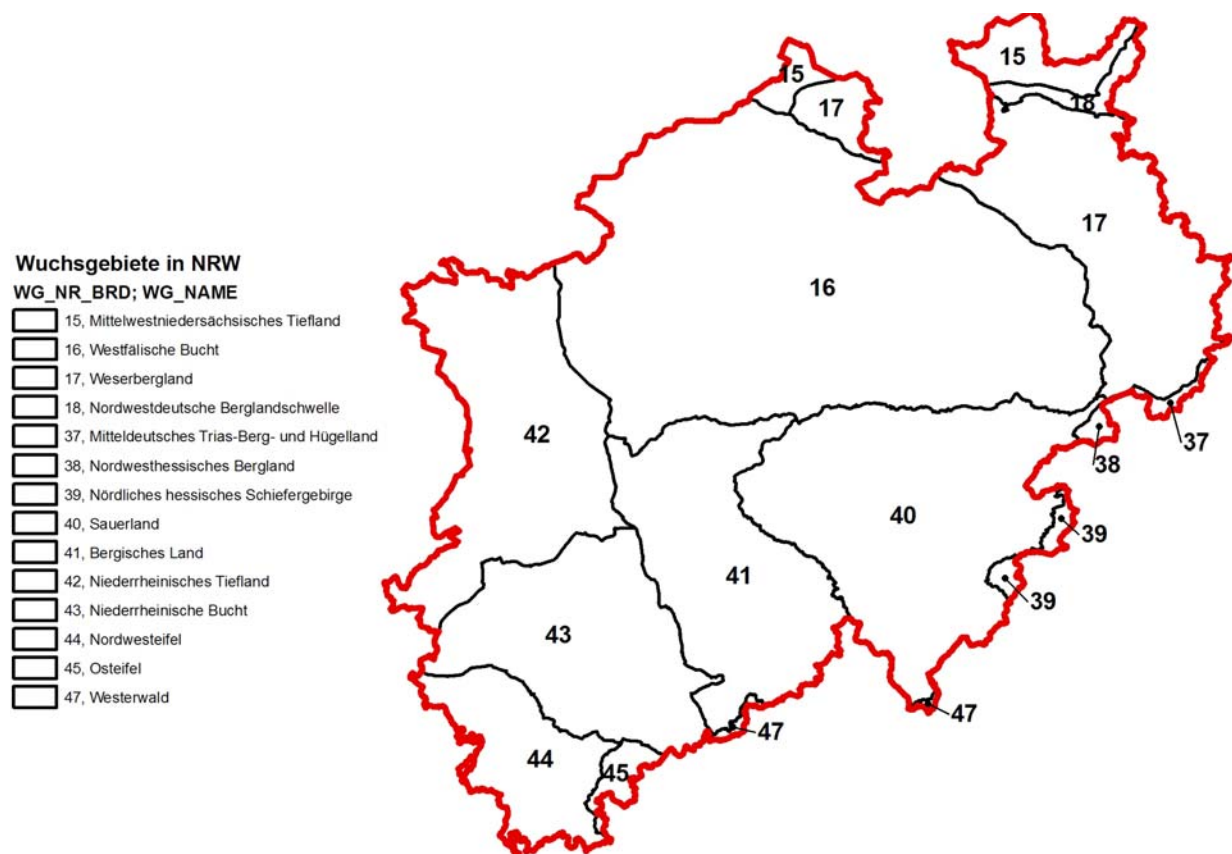 Wuchsgebiete in NRW
WG_NR_BRD; WG_NAME
15, Mittelwestniedersächsisches Tiefland
16, Westfälische Bucht
17, Weserbergland
18, Nordwestdeutsche Berglandschwelle
37, Mitteldeutsches Trias-Berg- und Hügelland
38, Nordwesthessisches Bergland
39, Nördliches hessisches Schiefergebirge
40, Sauerland
41, Bergisches Land
42, Niederrheinisches Tiefland
43, Niederrheinische Bucht
44, Nordwesteifel
45, Osteifel
47, Westerwald
15
15
17
18
17
16
42
37
38
40
39
41
39
43
47
47
44
45